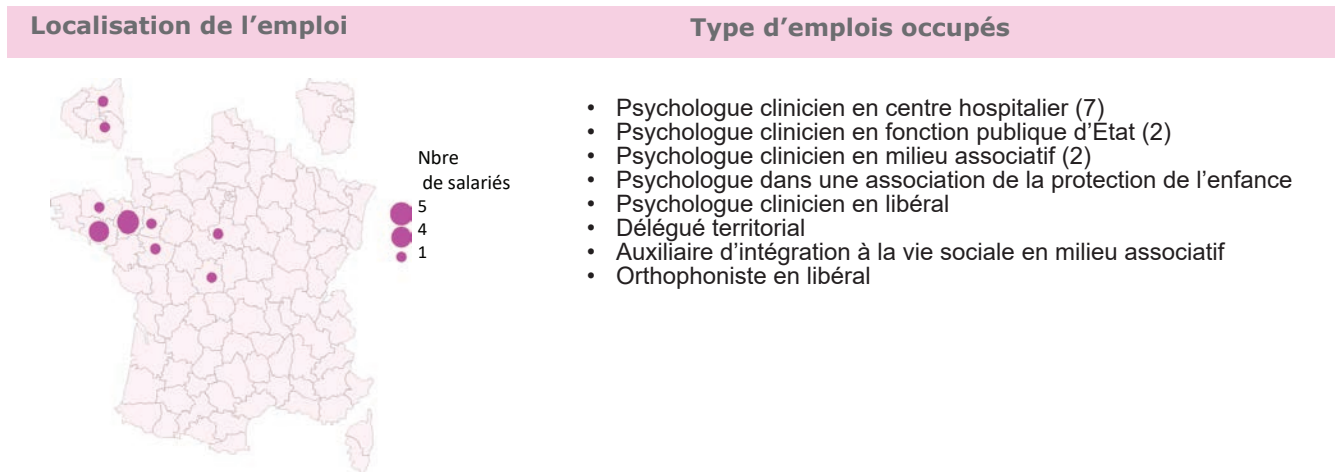 Localisation de l’emploi
Type d’emplois occupés
Nbre
de salariés
5
4
1
• Psychologue clinicien en centre hospitalier (7)
• Psychologue clinicien en fonction publique d’Etat (2)
• Psychologue clinicien en milieu associatif (2)
• Psychologue dans une association de la protection de l’enfance
• Psychologue clinicien en libéral
• Délégué territorial
• Auxiliaire d’intégration à la vie sociale en milieu associatif
• Orthophoniste en libéral